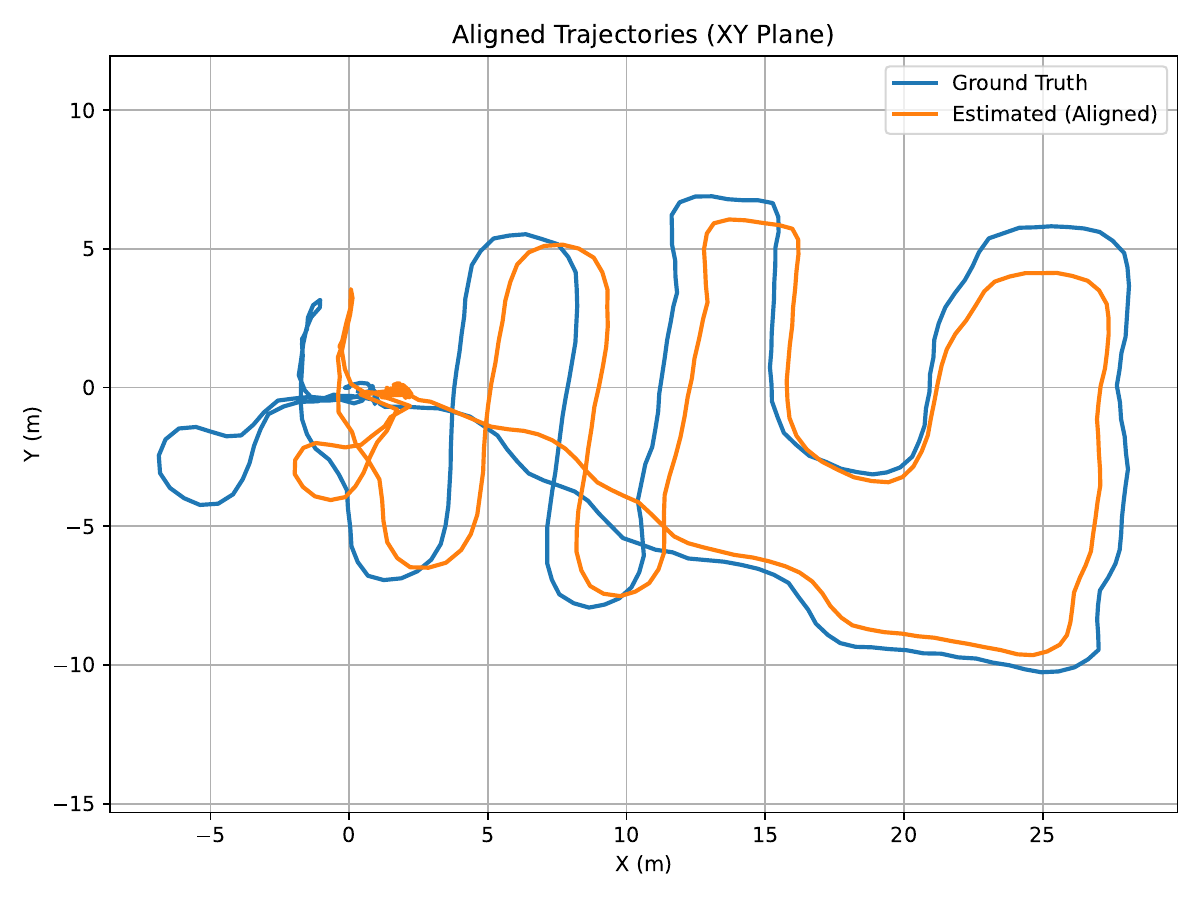 Aligned Trajectories (XY Plane)
Ground Truth
Estimated (Aligned)
10
5
0
−5
−10
−15
Y (m)
−5
0
5
10
15
20
25
X (m)